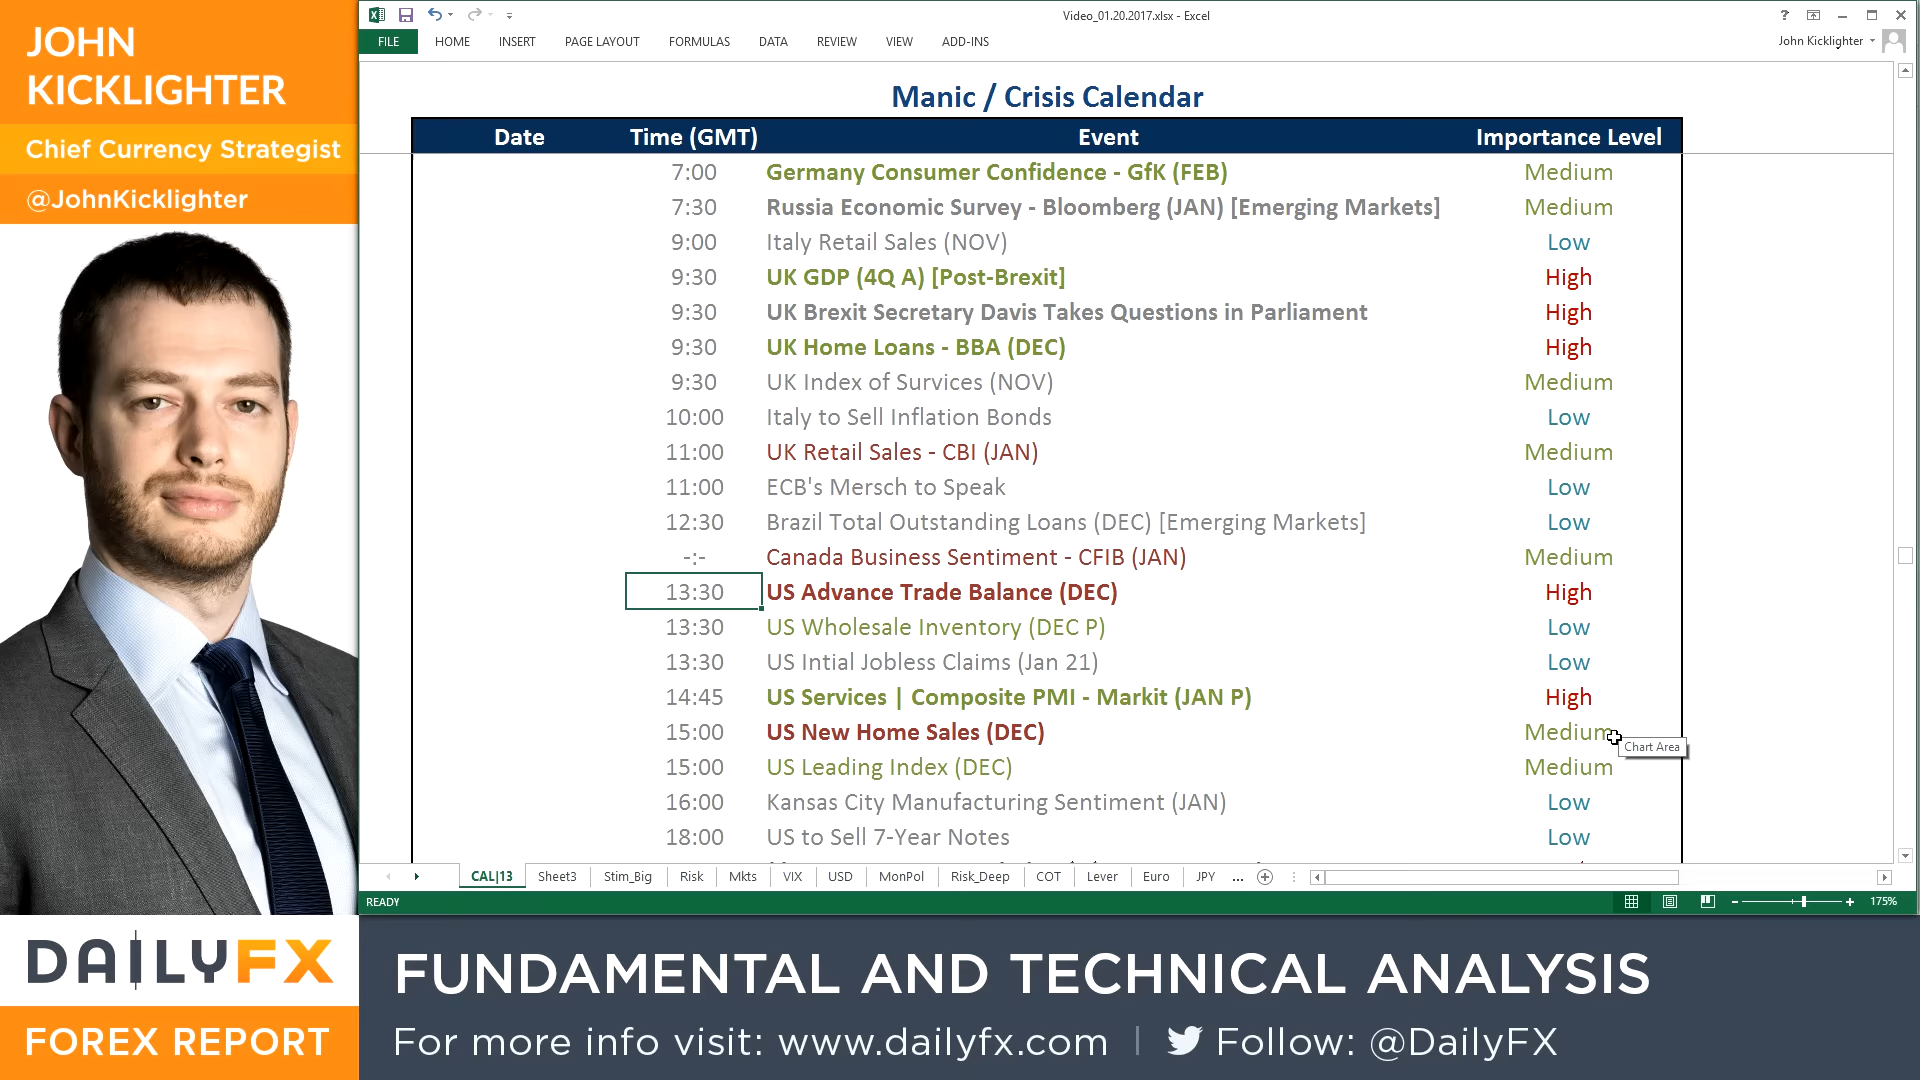 JOHN
KICKLIGHTER
Chief Currency Strategist
@JohnKicklighter
DAILYFX
FOREX REPORT
Video_01.20.2017.xlsx - Excel
?
FILE HOME INSERT PAGE LAYOUT FORMULAS DATA REVIEW VIEW ADD-INS
John Kicklighter
Manic / Crisis Calendar
Date Time (GMT) Event Importance Level
7:00 Germany Consumer Confidence - GfK (FEB) Medium
7:30 Russia Economic Survey - Bloomberg (JAN) [Emerging Markets] Medium
9:00 Italy Retail Sales (NOV) Low
9:30 UK GDP (4Q A) [Post-Brexit] High
9:30 UK Brexit Secretary Davis Takes Questions in Parliament High
9:30 UK Home Loans - BBA (DEC) High
9:30 UK Index of Survices (NOV) Medium
10:00 Italy to Sell Inflation Bonds Low
11:00 UK Retail Sales - CBI (JAN) Medium
11:00 ECB's Mersch to Speak Low
12:30 Brazil Total Outstanding Loans (DEC) [Emerging Markets] Low
-:- Canada Business Sentiment - CFIB (JAN) Medium
13:30 US Advance Trade Balance (DEC) High
13:30 US Wholesale Inventory (DEC P) Low
13:30 US Intial Jobless Claims (Jan 21) Low
14:45 US Services | Composite PMI - Markit (JAN P) High
15:00 US New Home Sales (DEC) Medium
Chart Area
15:00 US Leading Index (DEC) Medium
16:00 Kansas City Manufacturing Sentiment (JAN) Low
18:00 US to Sell 7-Year Notes Low
CAL|13 Sheet3 Stim_Big Risk Mkts VIX USD MonPol Risk_Deep COT Lever Euro JPY ...
READY
175%
FUNDAMENTAL AND TECHNICAL ANALYSIS
For more info visit: www.dailyfx.com | Follow: @DailyFX